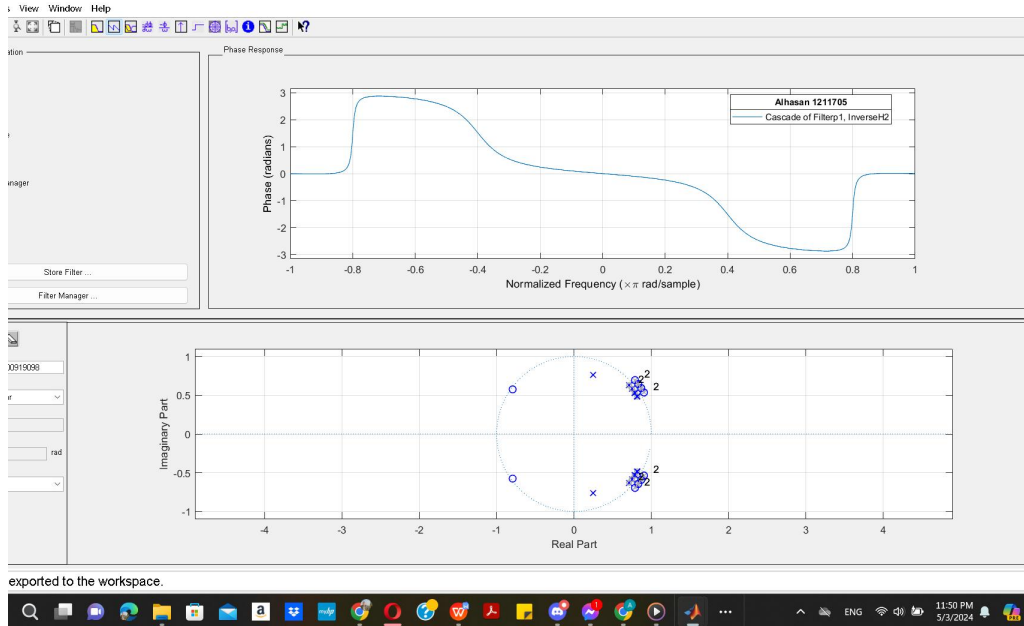 View Window Help
ation
Phase Response
3
2
1
0
-1
-2
-3
Phase (radians)
Alhasan 1211705
Cascade of Filterp1, InverseH2
-1 -0.8 -0.6 -0.4 -0.2 0 0.2 0.4 0.6 0.8 1
Normalized Frequency (×π rad/sample)
anager
Store Filter ...
Filter Manager ...
00919098
rad
1
0.5
0
-0.5
-1
Imaginary Part
2
2
2
2
2
2
-4 -3 -2 -1 0 1 2 3 4
Real Part
exported to the workspace.
ENG
11:50 PM
5/3/2024